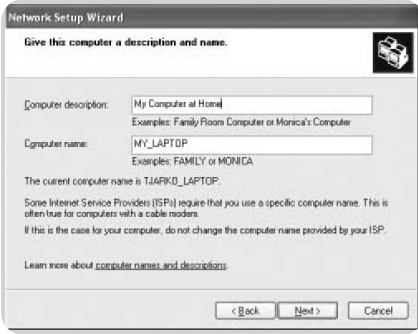 Network Setup Wizard
Give this computer a description and name.
Computer description: My Computer at Home
Examples: Family Room Computer or Monica's Computer
Computer name: MY_LAPTOP
Examples: FAMILY or MONICA
The current computer name is TJARKO_LAPTOP.
Some Internet Service Providers (ISPs) require that you use a specific computer name. This is
often true for computers with a cable modem.
If this is the case for your computer, do not change the computer name provided by your ISP.
Learn more about computer names and descriptions.
< Back Next > Cancel